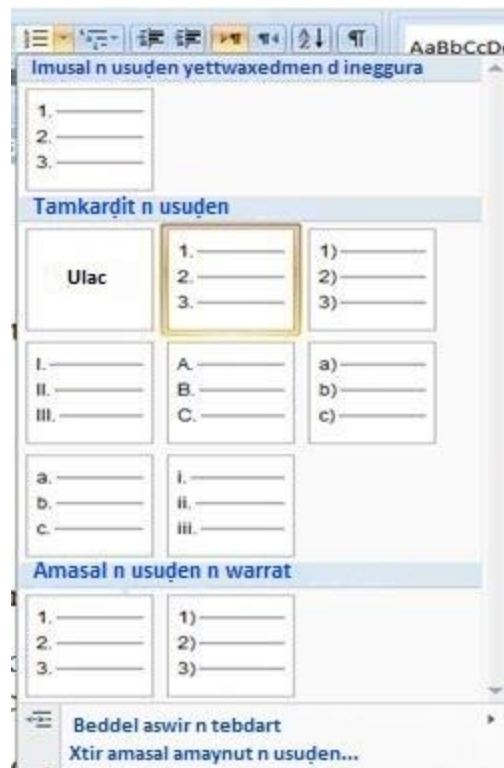 AaBbCcD
Imusal n usuḍen yettwaxedmen d ineggura
1.
2.
3.
Tamkarḍit n usuḍen
Ulac
1.
2.
3.
1)
2)
3)
I.
II.
III.
A.
B.
C.
a)
b)
c)
a.
b.
c.
i.
ii.
iii.
Amasal n usuḍen n warrat
1.
2.
3.
1)
2)
3)
Beddel aswir n tebdart
Xtir amasal amaynut n usuḍen...